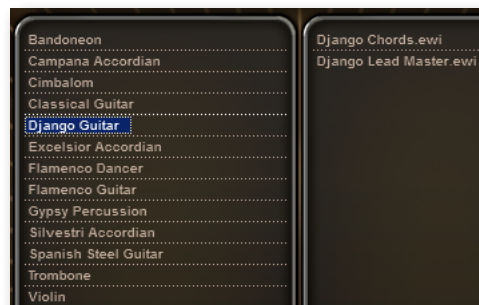 Bandoneon
Campana Accordian
Cimbalom
Classical Guitar
Django Guitar
Excelsior Accordian
Flamenco Dancer
Flamenco Guitar
Gypsy Percussion
Silvestri Accordian
Spanish Steel Guitar
Trombone
Violin
Django Chords.ewi
Django Lead Master.ewi